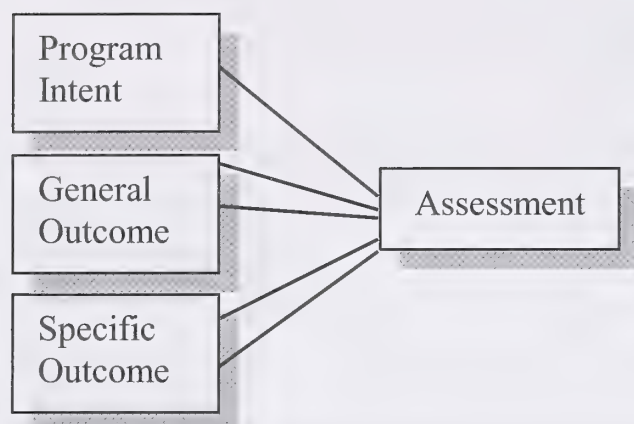 Program
Intent
General
Outcome
Assessment
Specific
Outcome